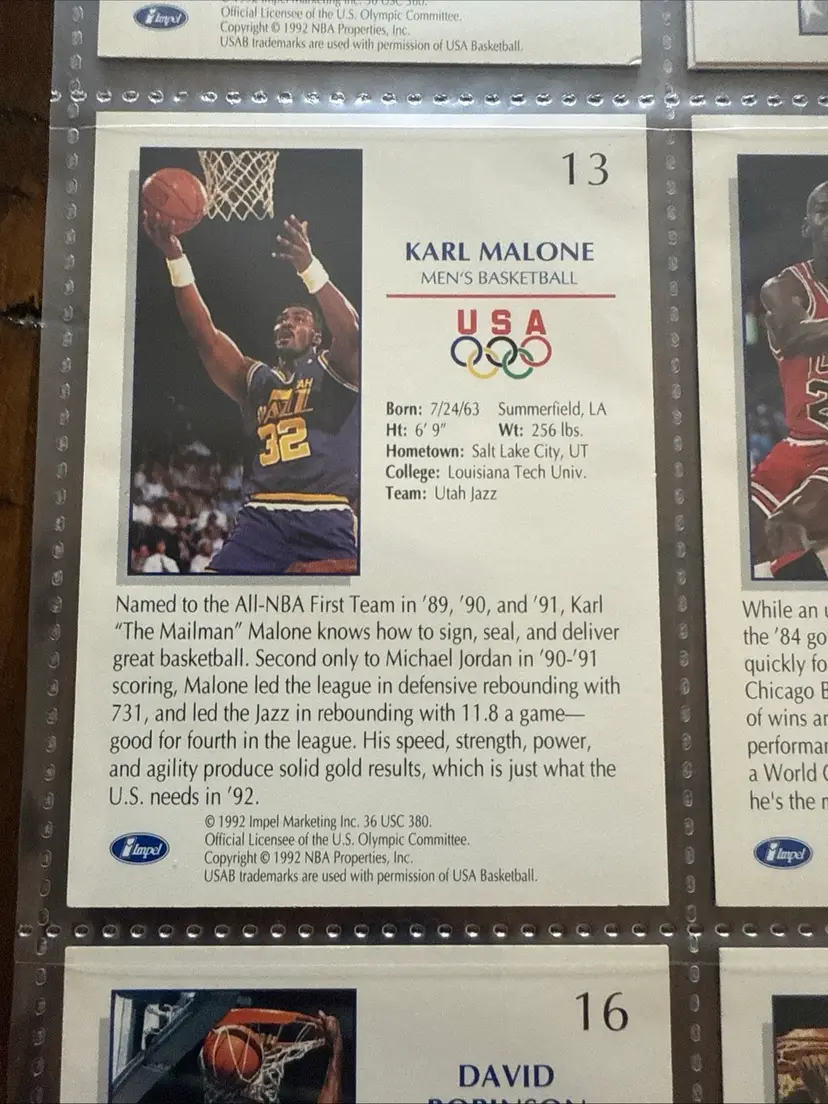 Official Licensee of the U.S. Olympic Committee.
Copyright © 1992 NBA Properties, Inc.
USAB trademarks are used with permission of USA Basketball.
Impel
13
KARL MALONE
MEN'S BASKETBALL
USA
Born: 7/24/63 Summerfield, LA
Ht: 6' 9" Wt: 256 lbs.
Hometown: Salt Lake City, UT
College: Louisiana Tech Univ.
Team: Utah Jazz
32
Named to the All-NBA First Team in '89, '90, and '91, Karl
"The Mailman" Malone knows how to sign, seal, and deliver
great basketball. Second only to Michael Jordan in '90-'91
scoring, Malone led the league in defensive rebounding with
731, and led the Jazz in rebounding with 11.8 a game—
good for fourth in the league. His speed, strength, power,
and agility produce solid gold results, which is just what the
U.S. needs in '92.
© 1992 Impel Marketing Inc. 36 USC 380.
Official Licensee of the U.S. Olympic Committee.
Copyright © 1992 NBA Properties, Inc.
USAB trademarks are used with permission of USA Basketball.
Impel
While an
the '84
quickly
Chicago
of wins
a World
he's the
Impel
16
DAVID
ROBINSON